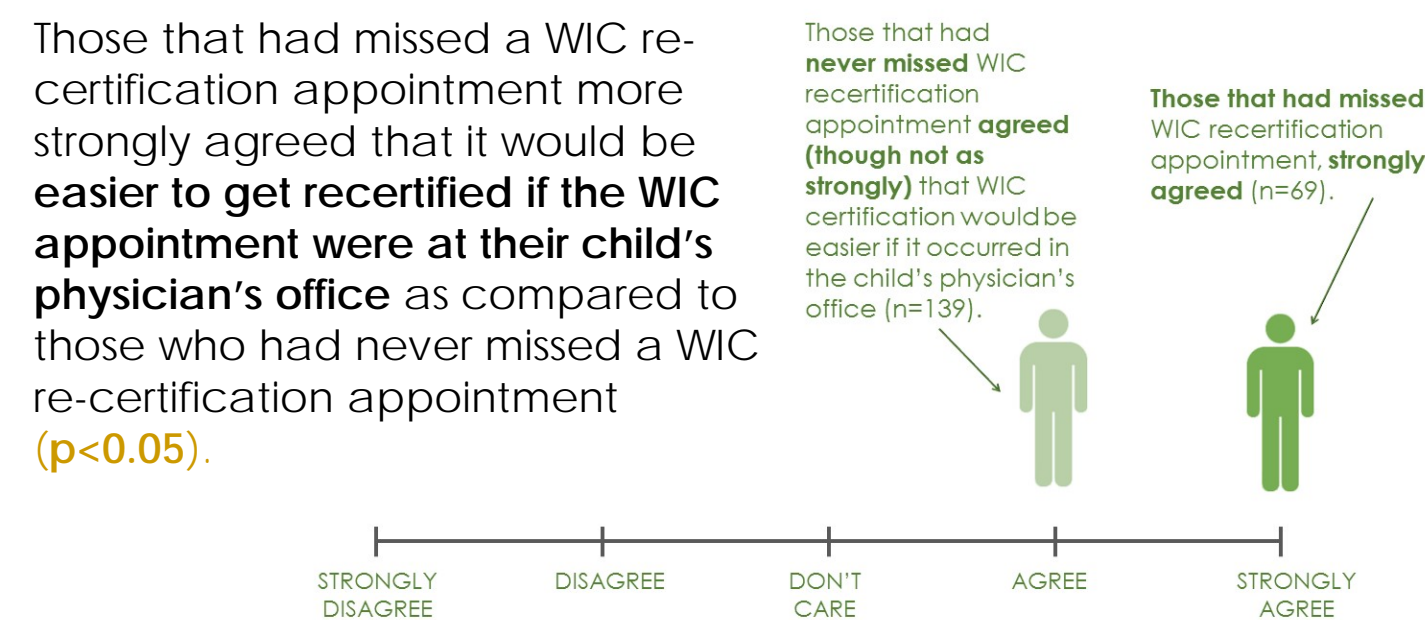 Those that had missed a WIC re-
certification appointment more
strongly agreed that it would be
easier to get recertified if the WIC
appointment were at their child's
physician's office as compared to
those who had never missed a WIC
re-certification appointment
(p<0.05).
Those that had
never missed WIC
recertification
appointment agreed
(though not as
strongly) that WIC
certification would be
easier if it occurred in
the child's physician's
office (n=139).
Those that had missed
WIC recertification
appointment, strongly
agreed (n=69).
STRONGLY
DISAGREE
DISAGREE
DON'T
CARE
AGREE
STRONGLY
AGREE